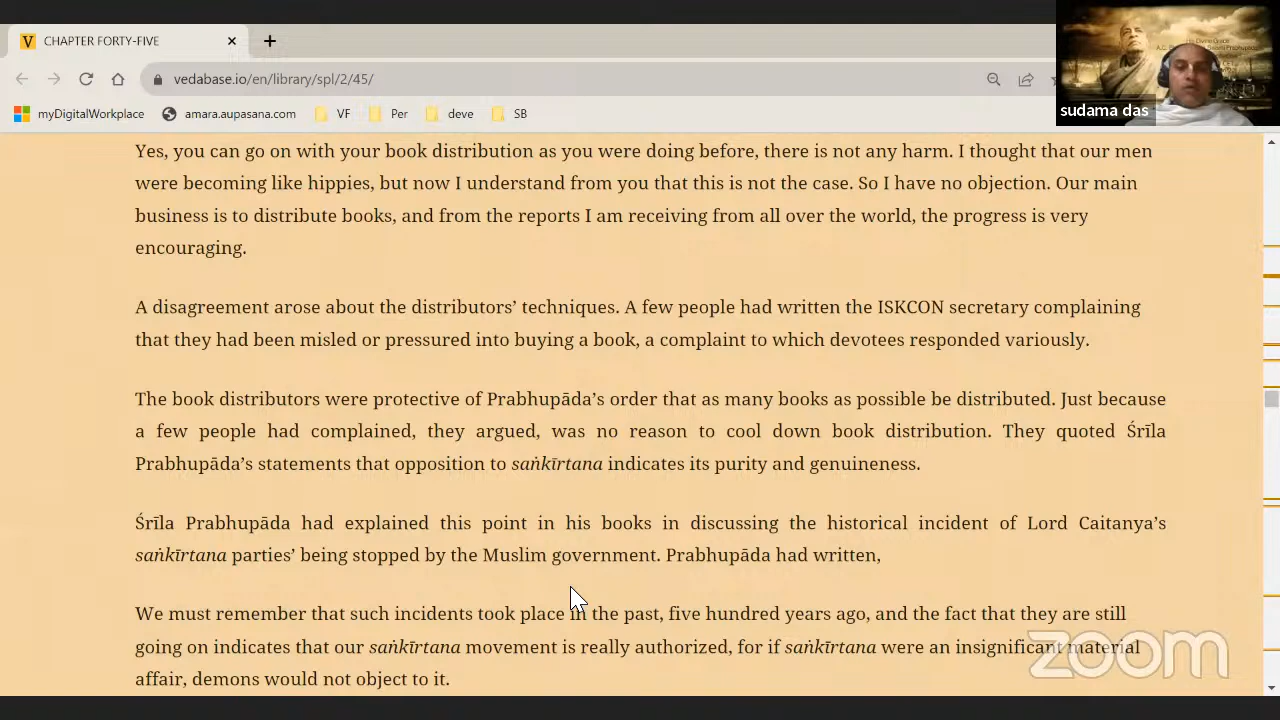 CHAPTER FORTY-FIVE
vedabase.io/en/library/spl/2/45/
myDigitalWorkplace
amara.aupasana.com
VF
Per
deve
SB
His Divine Grace
sudama das
Yes, you can go on with your book distribution as you were doing before, there is not any harm. I thought that our men
were becoming like hippies, but now I understand from you that this is not the case. So I have no objection. Our main
business is to distribute books, and from the reports I am receiving from all over the world, the progress is very
encouraging.
A disagreement arose about the distributors’ techniques. A few people had written the ISKCON secretary complaining
that they had been misled or pressured into buying a book, a complaint to which devotees responded variously.
The book distributors were protective of Prabhupāda’s order that as many books as possible be distributed. Just because
a few people had complained, they argued, was no reason to cool down book distribution. They quoted Śrīla
Prabhupāda’s statements that opposition to saṅkīrtana indicates its purity and genuineness.
Śrīla Prabhupāda had explained this point in his books in discussing the historical incident of Lord Caitanya’s
saṅkīrtana parties’ being stopped by the Muslim government. Prabhupāda had written,
We must remember that such incidents took place in the past, five hundred years ago, and the fact that they are still
going on indicates that our saṅkīrtana movement is really authorized, for if saṅkīrtana were an insignificant material
affair, demons would not object to it.
zoom